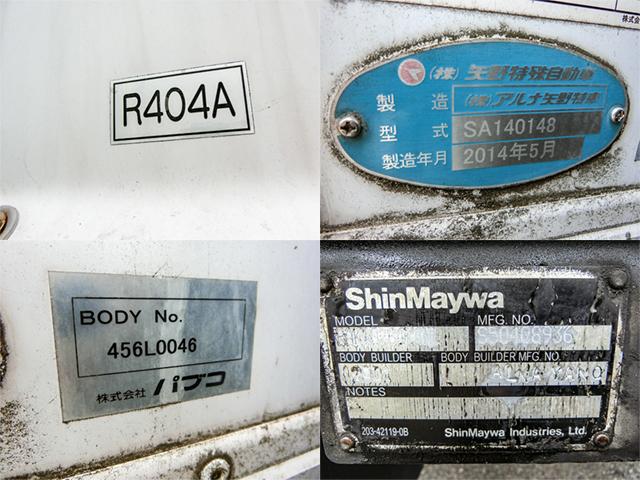 R404A
(株) 矢野特殊自動車
製造 (株)アルナ矢野特車
型式 SA140148
製造年月 2014年5月
BODY No.
456L0046
株式会社 パブコ
ShinMaywa
MODEL MFG. NO.
BODY BUILDER BODY BUILDER MFG. NO.
ALNA YANO
NOTES
203-42119-0B ShinMaywa Industries, Ltd.